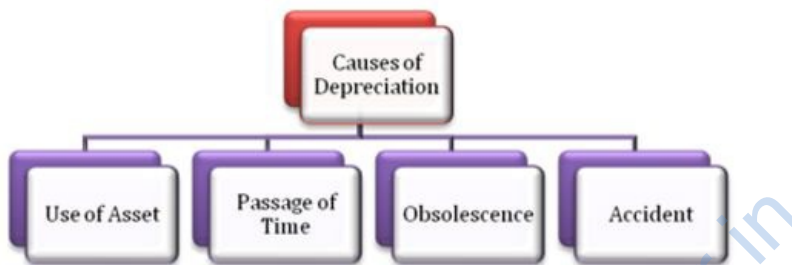 Causes of
Depreciation
Use of Asset
Passage of
Time
Obsolescence
Accident